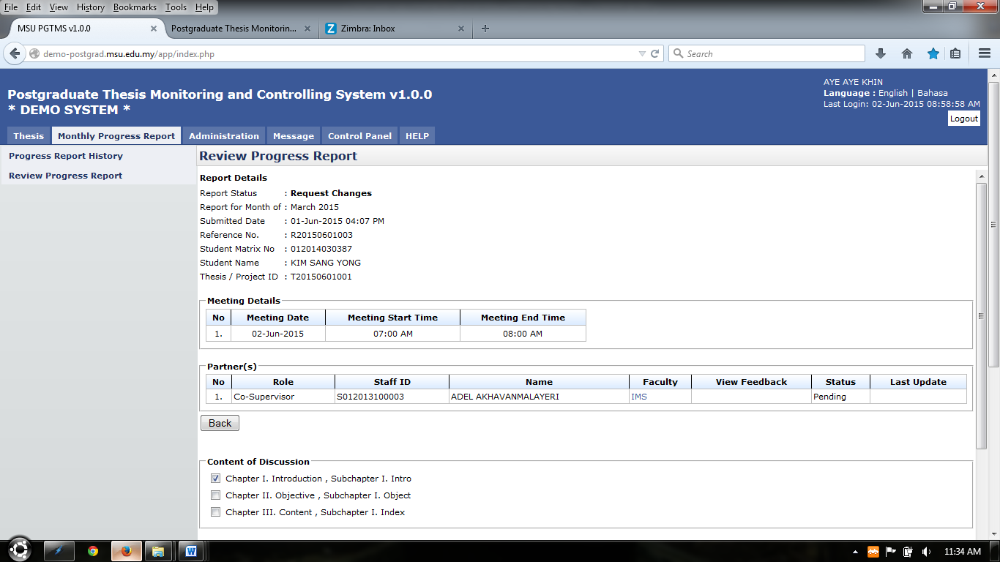 File Edit View History Bookmarks Tools Help
MSU PGTMS v1.0.0
Postgraduate Thesis Monitorin...
Zimbra: Inbox
demo-postgrad.msu.edu.my/app/index.php
Search
Postgraduate Thesis Monitoring and Controlling System v1.0.0
* DEMO SYSTEM *
AYE AYE KHIN
Language : English | Bahasa
Last Login: 02-Jun-2015 08:58:58 AM
Logout
Thesis Monthly Progress Report Administration Message Control Panel HELP
Progress Report History
Review Progress Report
Review Progress Report
Report Details
Report Status : Request Changes
Report for Month of : March 2015
Submitted Date : 01-Jun-2015 04:07 PM
Reference No. : R20150601003
Student Matrix No : 012014030387
Student Name : KIM SANG YONG
Thesis / Project ID : T20150601001
Meeting Details
No Meeting Date Meeting Start Time Meeting End Time
1. 02-Jun-2015 07:00 AM 08:00 AM
Partner(s)
No Role Staff ID Name Faculty View Feedback Status Last Update
1. Co-Supervisor S012013100003 ADEL AKHAVANMALAYERI IMS Pending
Back
Content of Discussion
Chapter I. Introduction , Subchapter I. Intro
Chapter II. Objective , Subchapter I. Object
Chapter III. Content , Subchapter I. Index
11:34 AM